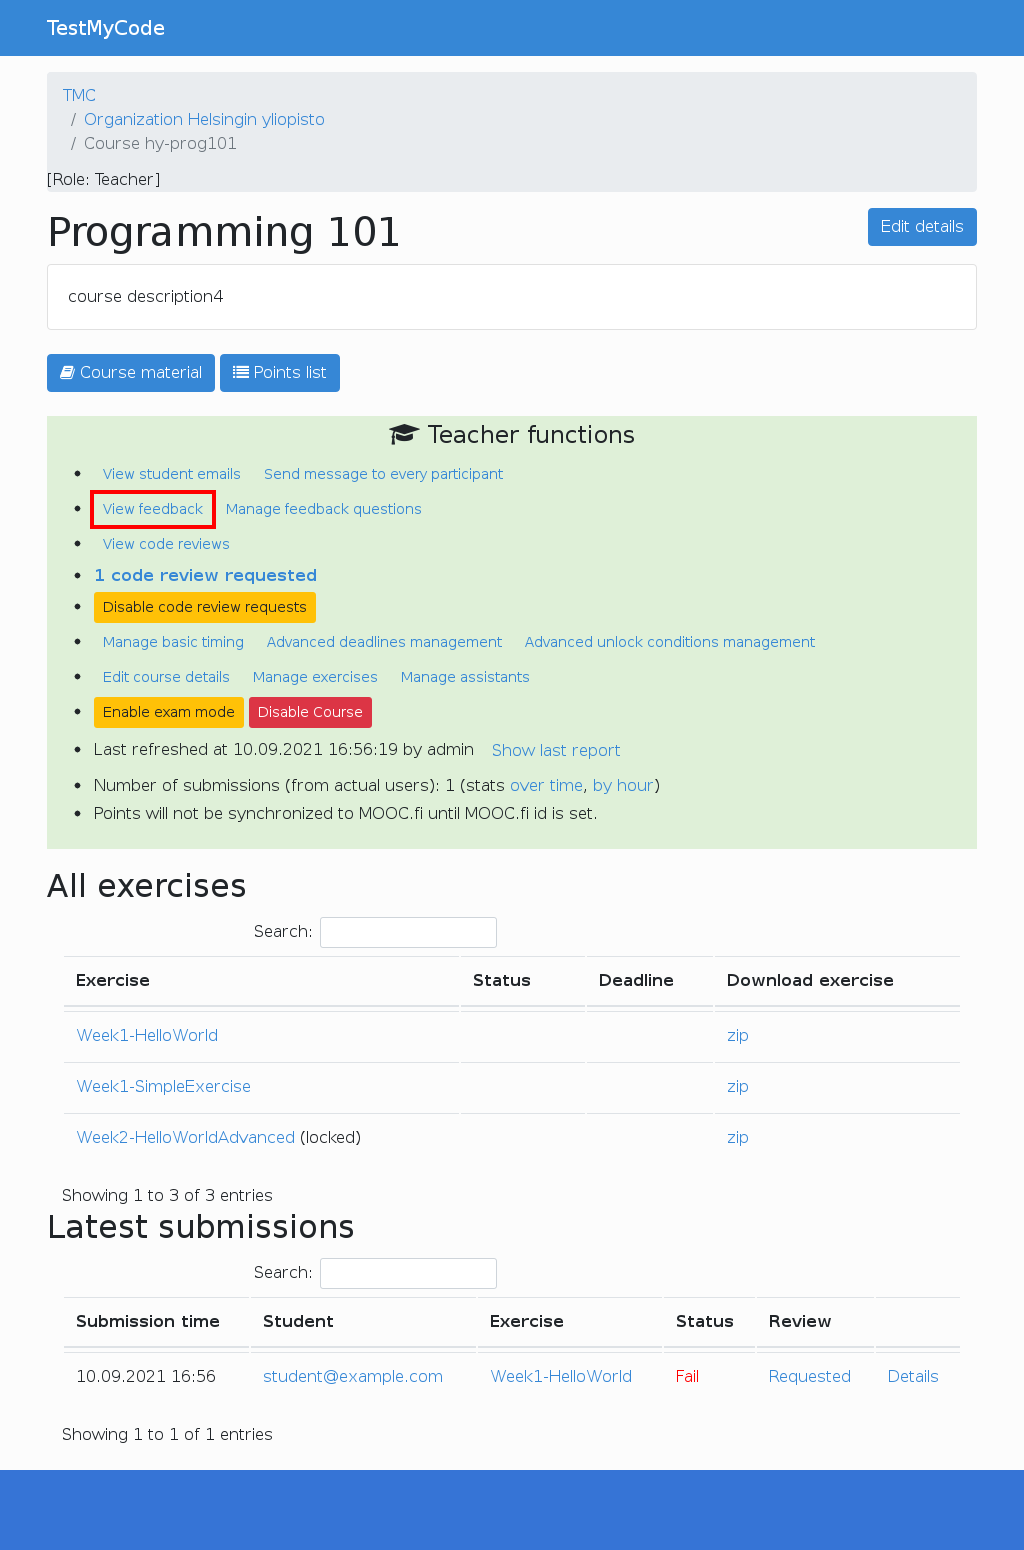 TestMyCode
TMC
/ Organization Helsingin yliopisto
/ Course hy-prog101
[Role: Teacher]
Programming 101
Edit details
course description4
Course material Points list
Teacher functions
View student emails Send message to every participant
View feedback Manage feedback questions
View code reviews
1 code review requested
Disable code review requests
Manage basic timing Advanced deadlines management Advanced unlock conditions management
Edit course details Manage exercises Manage assistants
Enable exam mode Disable Course
Last refreshed at 10.09.2021 16:56:19 by admin Show last report
Number of submissions (from actual users): 1 (stats over time, by hour)
Points will not be synchronized to MOOC.fi until MOOC.fi id is set.
All exercises
Search:
Exercise Status Deadline Download exercise
Week1-HelloWorld zip
Week1-SimpleExercise zip
Week2-HelloWorldAdvanced (locked) zip
Showing 1 to 3 of 3 entries
Latest submissions
Search:
Submission time Student Exercise Status Review
10.09.2021 16:56 student@example.com Week1-HelloWorld Fail Requested Details
Showing 1 to 1 of 1 entries